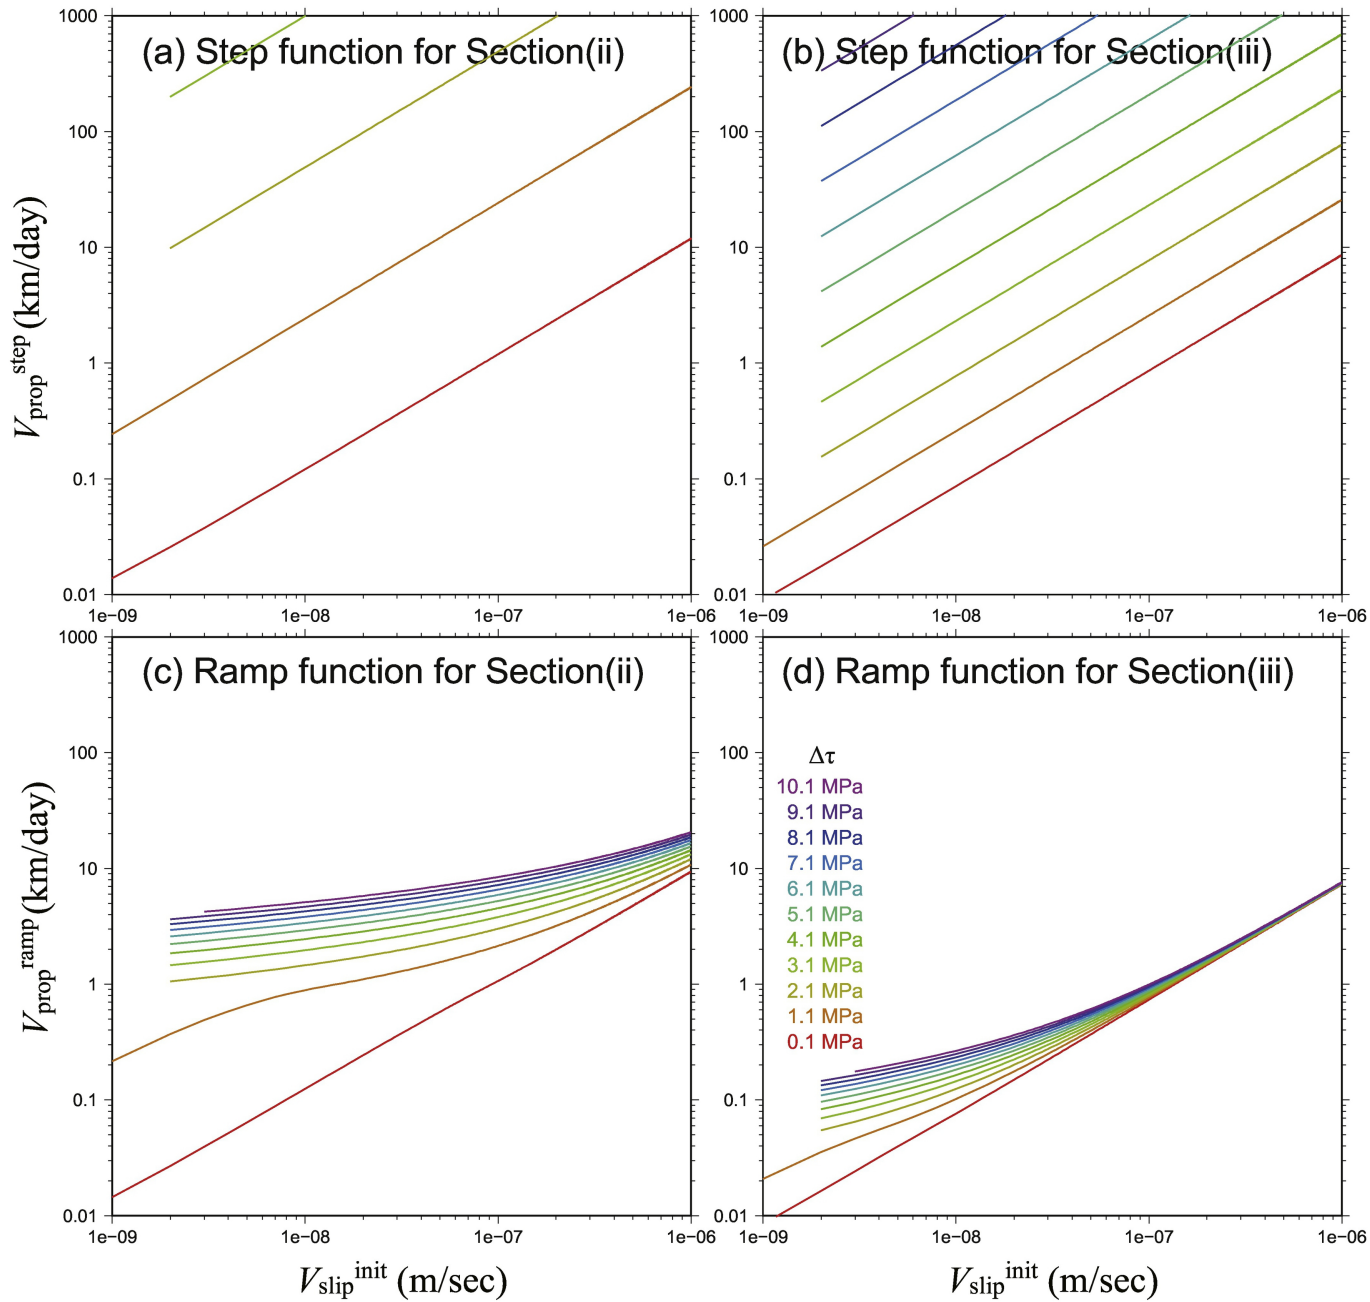 (a) Step function for Section(ii)
1000
100
10
1
0.1
0.01
1e−09
1e−08
1e−07
1e−06
Vprop^step (km/day)
(b) Step function for Section(iii)
1000
100
10
1
0.1
0.01
1e−09
1e−08
1e−07
1e−06
(c) Ramp function for Section(ii)
1000
100
10
1
0.1
0.01
1e−09
1e−08
1e−07
1e−06
Vprop^ramp (km/day)
Vslip^init (m/sec)
(d) Ramp function for Section(iii)
1000
100
10
1
0.1
0.01
Δτ
10.1 MPa
9.1 MPa
8.1 MPa
7.1 MPa
6.1 MPa
5.1 MPa
4.1 MPa
3.1 MPa
2.1 MPa
1.1 MPa
0.1 MPa
1e−09
1e−08
1e−07
1e−06
Vslip^init (m/sec)